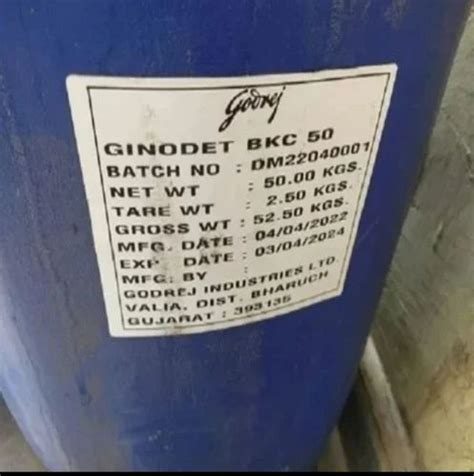 Godrej
GINODET BKC 50
BATCH NO : DM22040001
NET WT : 50.00 KGS.
TARE WT : 2.50 KGS.
GROSS WT : 52.50 KGS.
MFG. DATE : 04/04/2022
EXP. DATE : 03/04/2024
MFG. BY :
GODREJ INDUSTRIES LTD.
VALIA, DIST. BHARUCH
GUJARAT : 393135